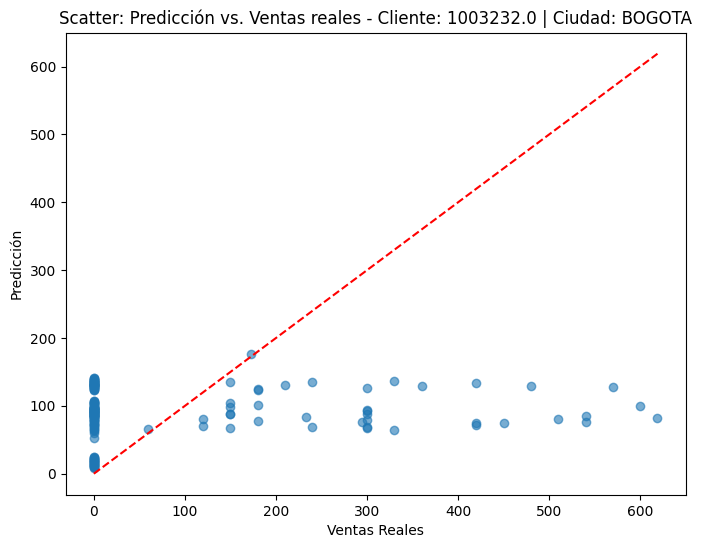 Scatter: Predicción vs. Ventas reales - Cliente: 1003232.0 | Ciudad: BOGOTA
600
500
400
300
200
100
0
Predicción
0 100 200 300 400 500 600
Ventas Reales